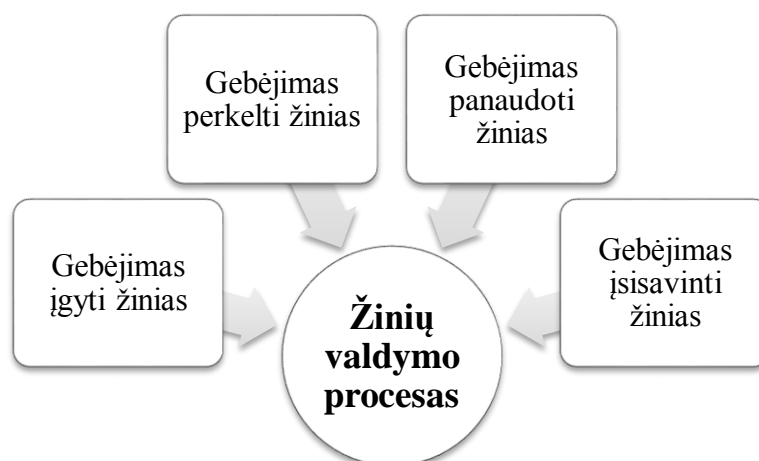 Gebėjimas
perkelti žinias
Gebėjimas
panaudoti
žinias
Gebėjimas
įgyti žinias
Gebėjimas
įsisavinti
žinias
Žinių
valdymo
procesas